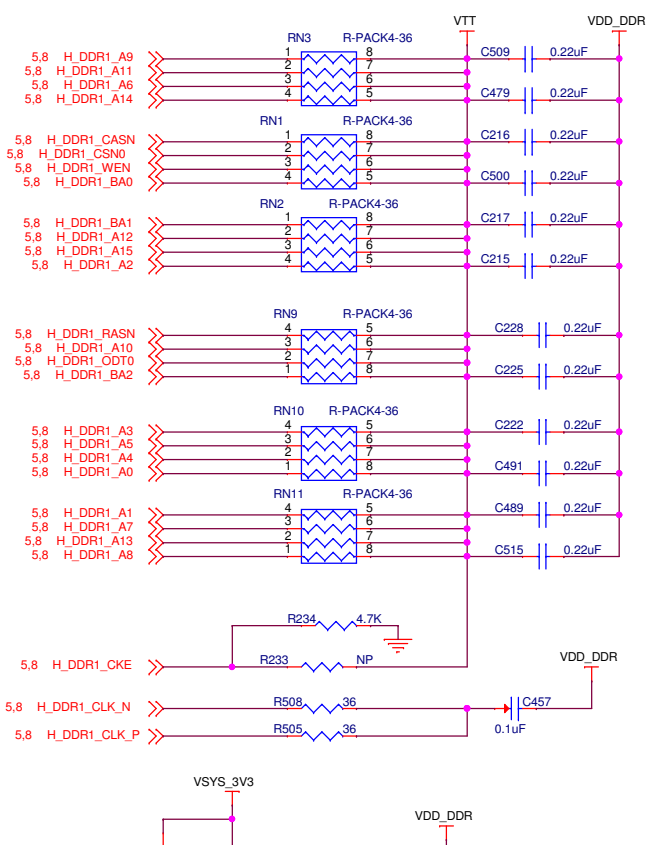 VTT VDD_DDR
RN3 R-PACK4-36 C509 0.22uF
5,8 H_DDR1_A9 1 8
5,8 H_DDR1_A11 2 7
5,8 H_DDR1_A6 3 6
5,8 H_DDR1_A14 4 5 C479 0.22uF
RN1 R-PACK4-36
5,8 H_DDR1_CASN 1 8 C216 0.22uF
5,8 H_DDR1_CSN0 2 7
5,8 H_DDR1_WEN 3 6
5,8 H_DDR1_BA0 4 5 C500 0.22uF
RN2 R-PACK4-36
5,8 H_DDR1_BA1 1 8 C217 0.22uF
5,8 H_DDR1_A12 2 7
5,8 H_DDR1_A15 3 6
5,8 H_DDR1_A2 4 5 C215 0.22uF
RN9 R-PACK4-36
5,8 H_DDR1_RASN 4 5 C228 0.22uF
5,8 H_DDR1_A10 3 6
5,8 H_DDR1_ODT0 2 7
5,8 H_DDR1_BA2 1 8 C225 0.22uF
RN10 R-PACK4-36
5,8 H_DDR1_A3 4 5 C222 0.22uF
5,8 H_DDR1_A5 3 6
5,8 H_DDR1_A4 2 7
5,8 H_DDR1_A0 1 8 C491 0.22uF
RN11 R-PACK4-36
5,8 H_DDR1_A1 4 5 C489 0.22uF
5,8 H_DDR1_A7 3 6
5,8 H_DDR1_A13 2 7
5,8 H_DDR1_A8 1 8 C515 0.22uF
R234 4.7K
5,8 H_DDR1_CKE R233 NP VDD_DDR
5,8 H_DDR1_CLK_N R508 36 C457
5,8 H_DDR1_CLK_P R505 36 0.1uF
VSYS_3V3
VDD_DDR